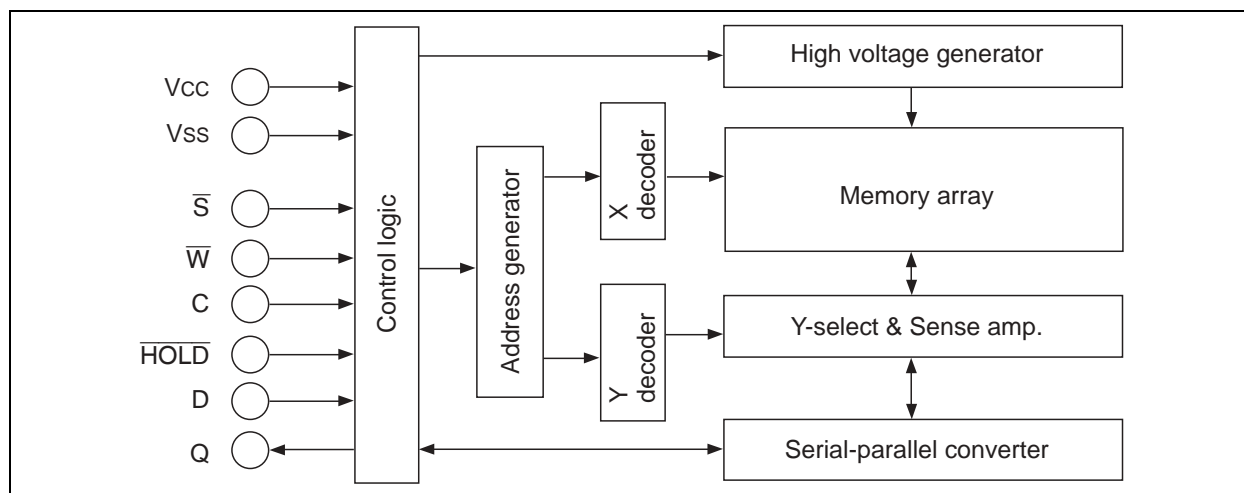 High voltage generator
VCC
VSS
S̅
W̅
C
H̅O̅L̅D̅
D
Q
Control logic
Address generator
X
decoder
Y
decoder
Memory array
Y-select & Sense amp.
Serial-parallel converter